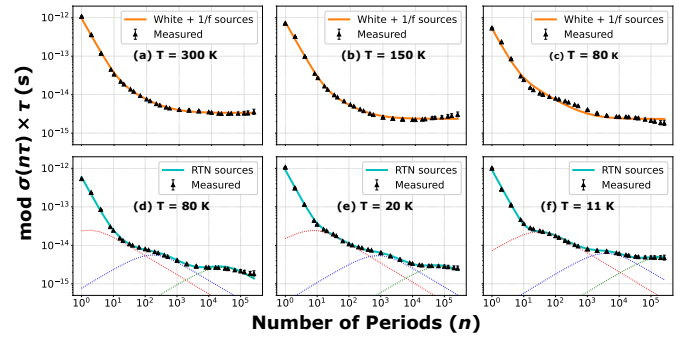 mod σ(nτ) × τ (s)
10⁻¹²
10⁻¹³
10⁻¹⁴
10⁻¹⁵
White + 1/f sources
Measured
(a) T = 300 K
White + 1/f sources
Measured
(b) T = 150 K
White + 1/f sources
Measured
(c) T = 80 K
10⁻¹²
10⁻¹³
10⁻¹⁴
10⁻¹⁵
RTN sources
Measured
(d) T = 80 K
RTN sources
Measured
(e) T = 20 K
RTN sources
Measured
(f) T = 11 K
10⁰ 10¹ 10² 10³ 10⁴ 10⁵
10⁰ 10¹ 10² 10³ 10⁴ 10⁵
10⁰ 10¹ 10² 10³ 10⁴ 10⁵
Number of Periods (n)